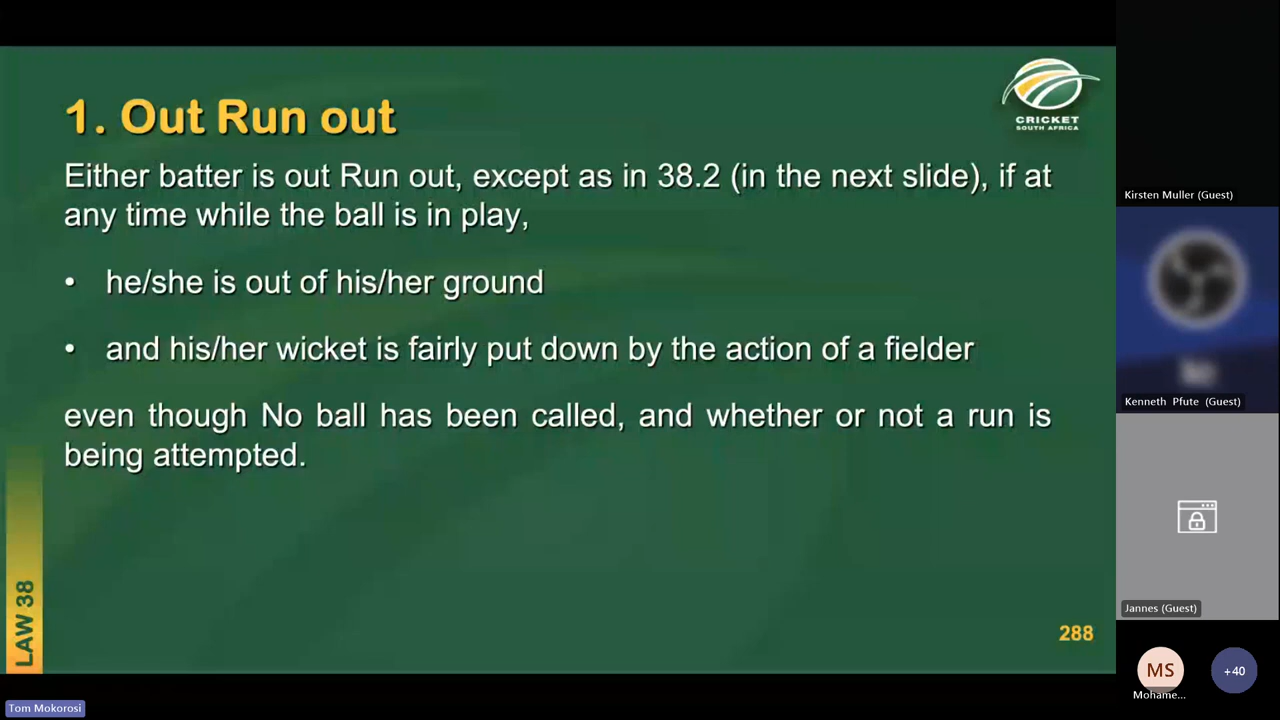 1. Out Run out
CRICKET
SOUTH AFRICA
Either batter is out Run out, except as in 38.2 (in the next slide), if at
any time while the ball is in play,
• he/she is out of his/her ground
• and his/her wicket is fairly put down by the action of a fielder
even though No ball has been called, and whether or not a run is
being attempted.
LAW 38
288
Tom Mokorosi
Kirsten Muller (Guest)
Kenneth Pfute (Guest)
Jannes (Guest)
MS
Mohame...
+40